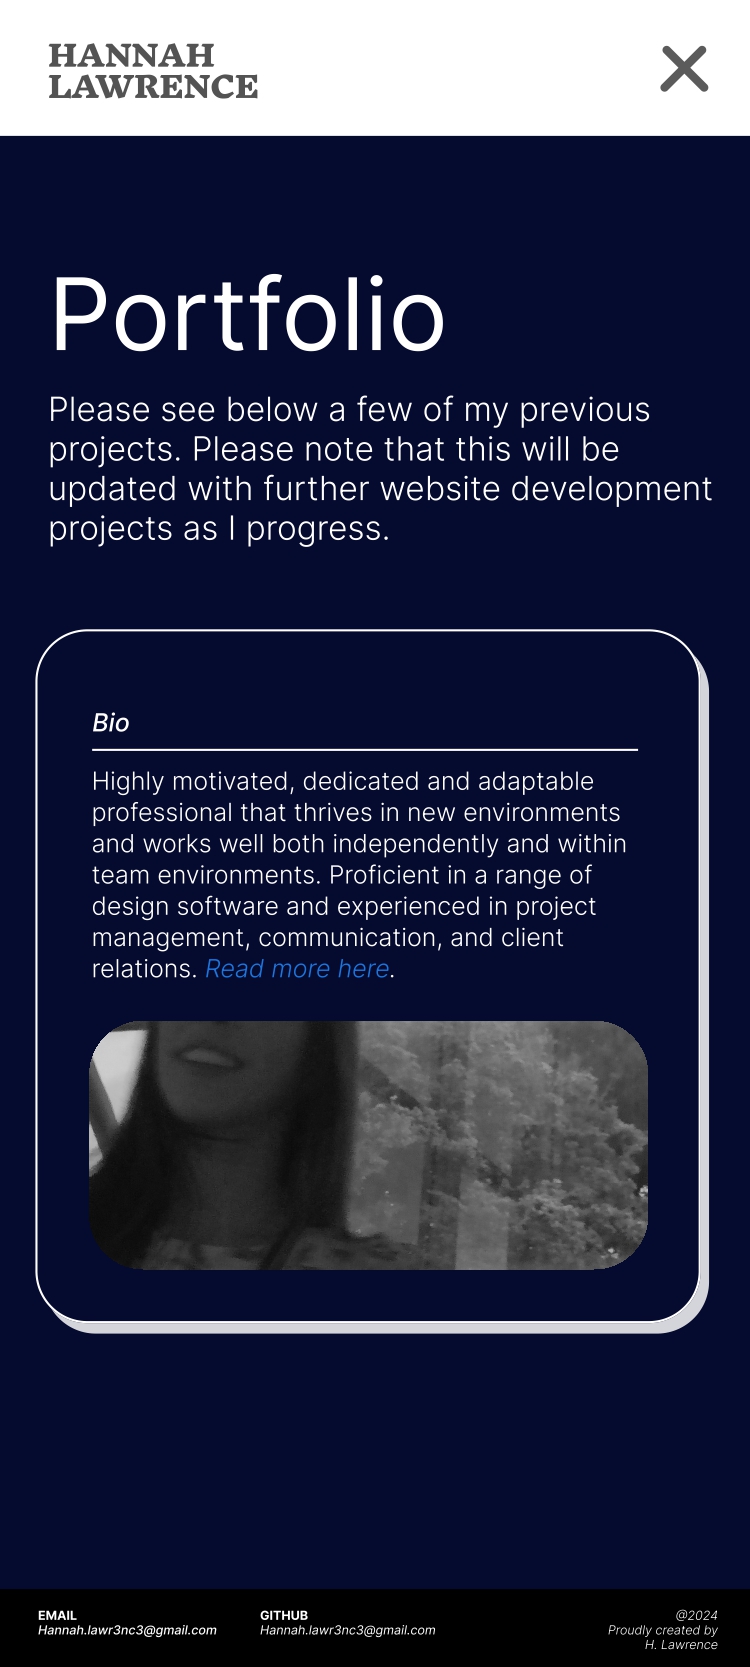 HANNAH
LAWRENCE
Portfolio
Please see below a few of my previous
projects. Please note that this will be
updated with further website development
projects as I progress.
Bio
Highly motivated, dedicated and adaptable
professional that thrives in new environments
and works well both independently and within
team environments. Proficient in a range of
design software and experienced in project
management, communication, and client
relations. Read more here.
EMAIL
Hannah.lawr3nc3@gmail.com
GITHUB
Hannah.lawr3nc3@gmail.com
@2024
Proudly created by
H. Lawrence